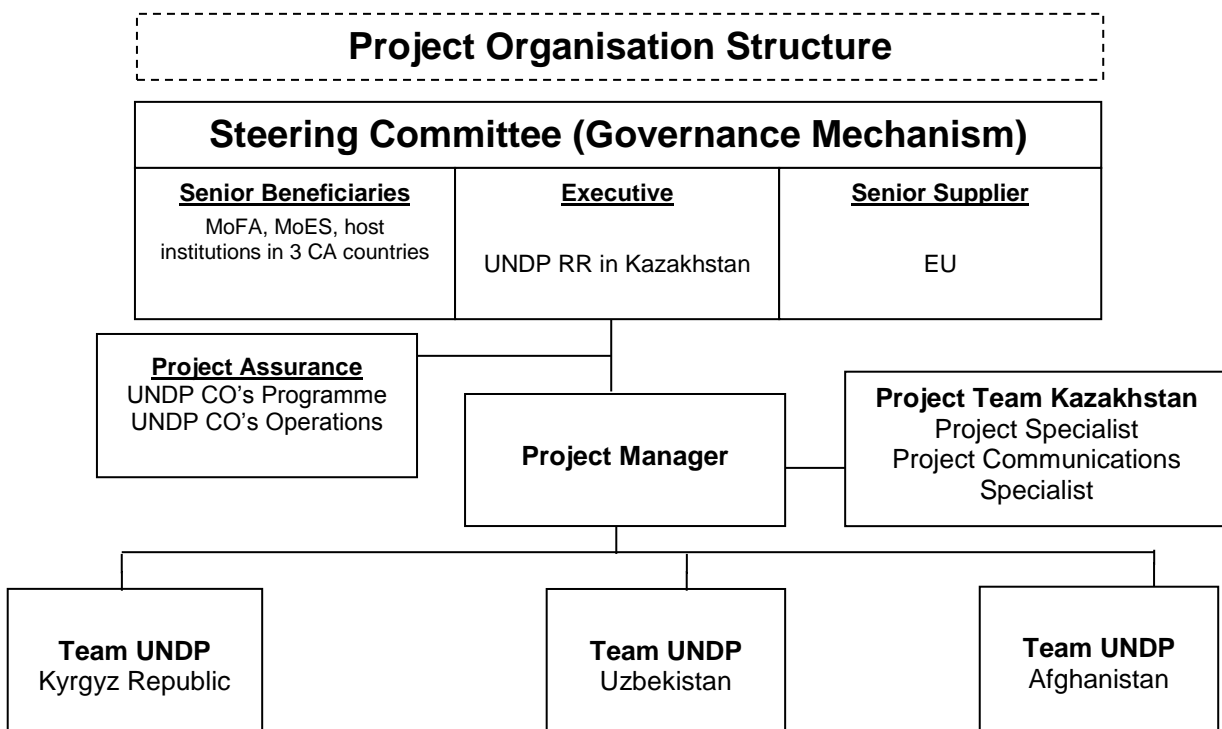 Project Organisation Structure
Steering Committee (Governance Mechanism)
Senior Beneficiaries
MoFA, MoES, host
institutions in 3 CA countries
Executive
UNDP RR in Kazakhstan
Senior Supplier
EU
Project Assurance
UNDP CO’s Programme
UNDP CO’s Operations
Project Manager
Project Team Kazakhstan
Project Specialist
Project Communications
Specialist
Team UNDP
Kyrgyz Republic
Team UNDP
Uzbekistan
Team UNDP
Afghanistan